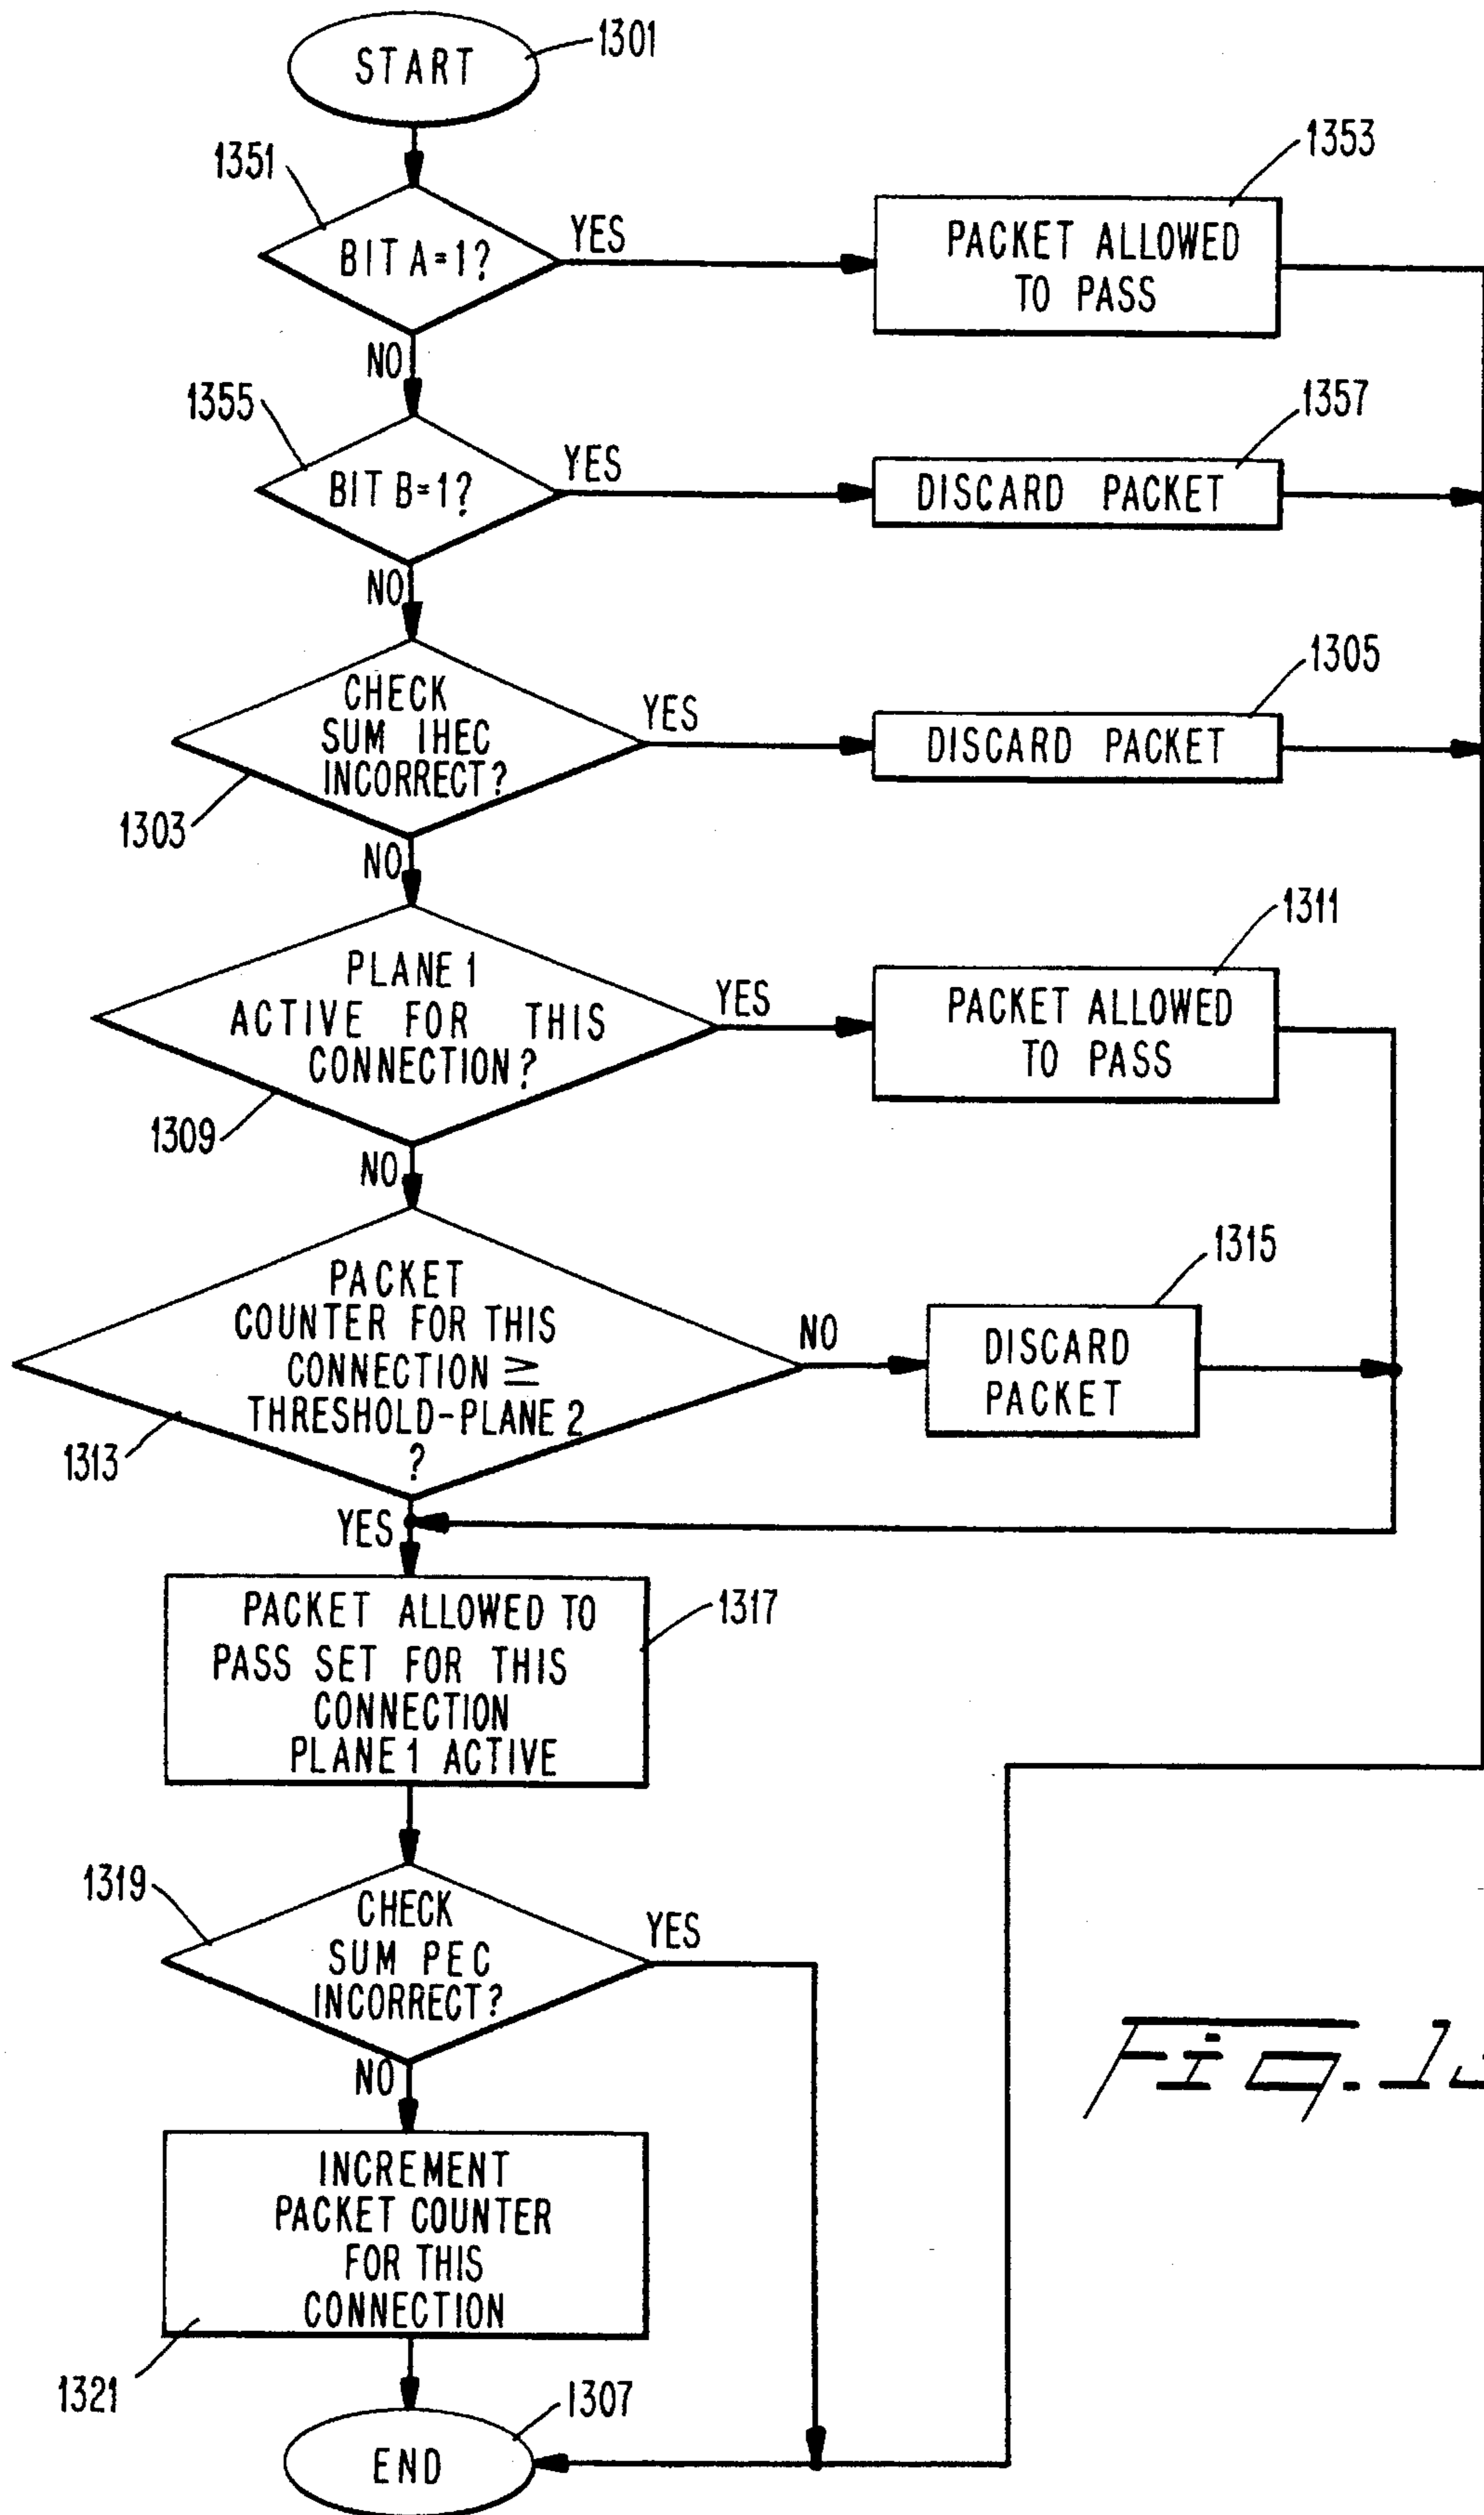 START
1301
1351
BIT A=1?
YES
1353
PACKET ALLOWED
TO PASS
NO
1355
BIT B=1?
YES
1357
DISCARD PACKET
NO
CHECK
SUM IHEC
INCORRECT?
YES
1305
DISCARD PACKET
1303
NO
PLANE 1
ACTIVE FOR THIS
CONNECTION?
YES
1311
PACKET ALLOWED
TO PASS
1309
NO
PACKET
COUNTER FOR THIS
CONNECTION ≥
THRESHOLD-PLANE 2
?
NO
1315
DISCARD
PACKET
1313
YES
PACKET ALLOWED TO
PASS SET FOR THIS
CONNECTION
PLANE 1 ACTIVE
1317
1319
CHECK
SUM PEC
INCORRECT?
YES
NO
Fig.
INCREMENT
PACKET COUNTER
FOR THIS
CONNECTION
1321
1307
END